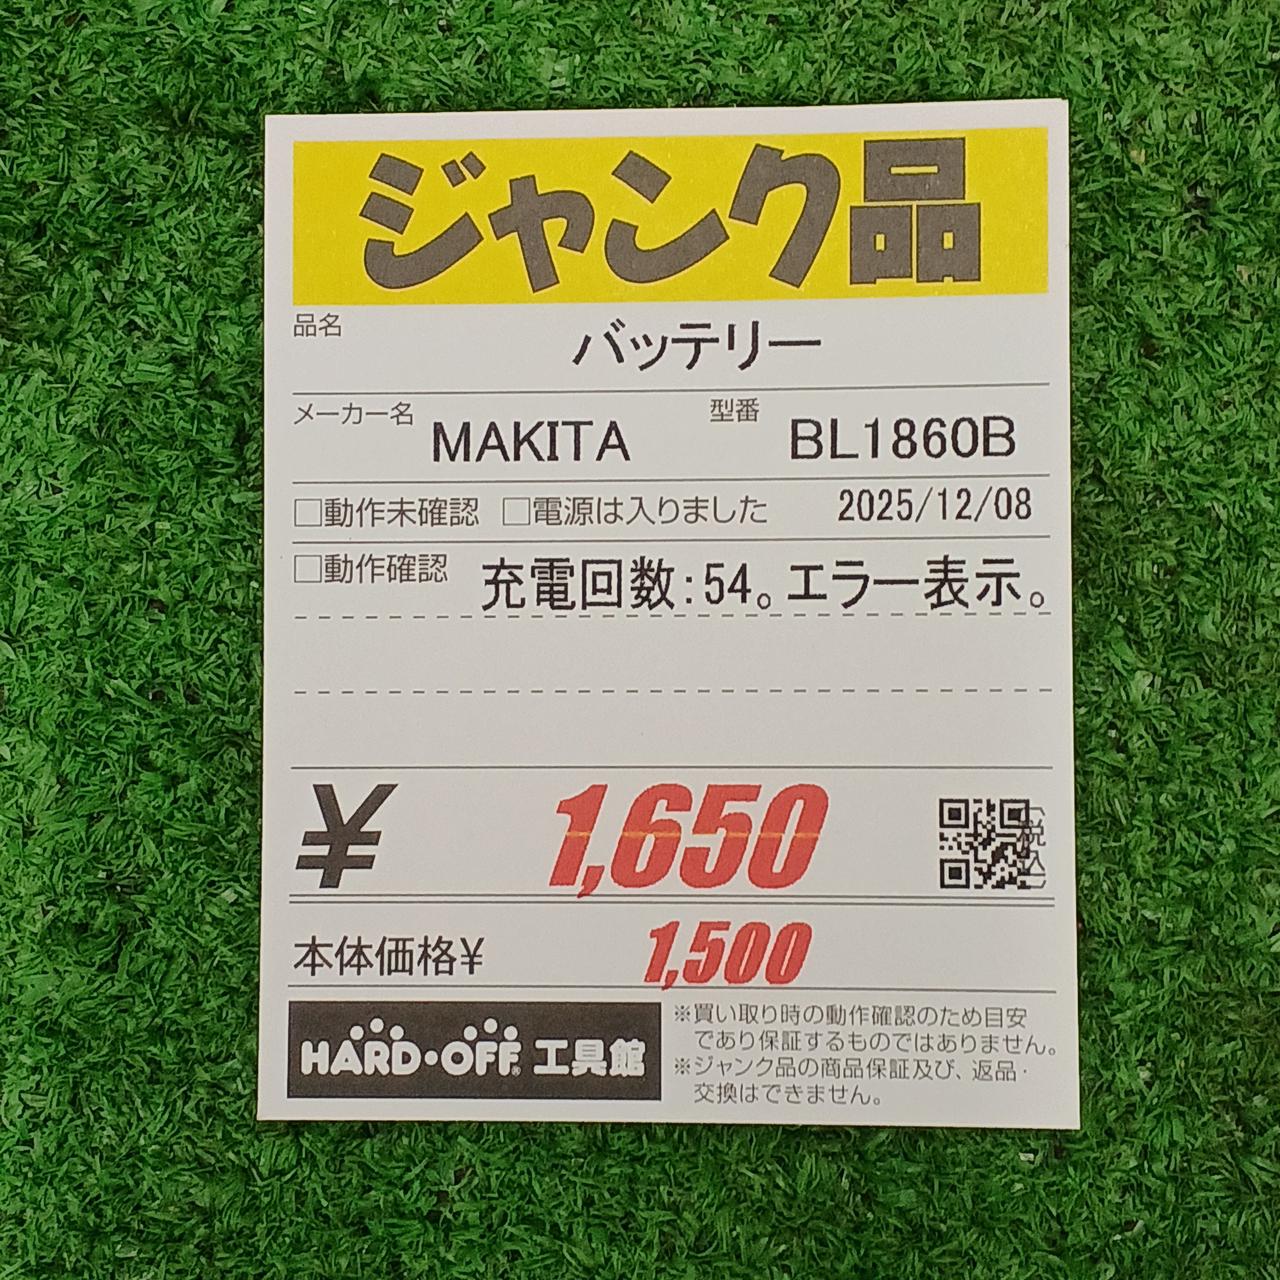 ジャンク品
品名 バッテリー
メーカー名 MAKITA 型番 BL1860B
□動作未確認 □電源は入りました 2025/12/08
□動作確認 充電回数:54。エラー表示。
¥ 1,650 (税込)
本体価格¥ 1,500
HARD・OFF® 工具館
※買い取り時の動作確認のため目安
であり保証するものではありません。
※ジャンク品の商品保証及び、返品・
交換はできません。